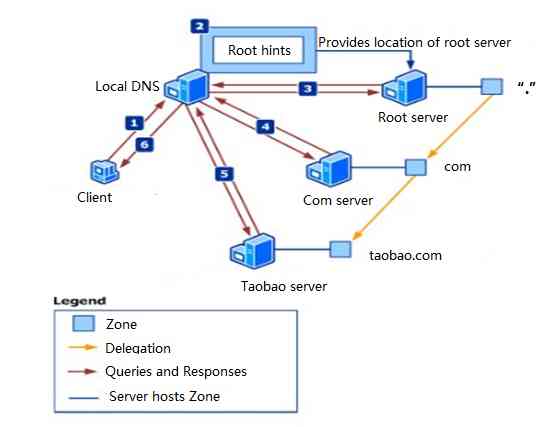 2
Root hints
Provides location of root server
Local DNS
3
"."
Root server
1
4
6
com
5
Client
Com server
taobao.com
Taobao server
Legend
Zone
Delegation
Queries and Responses
Server hosts Zone